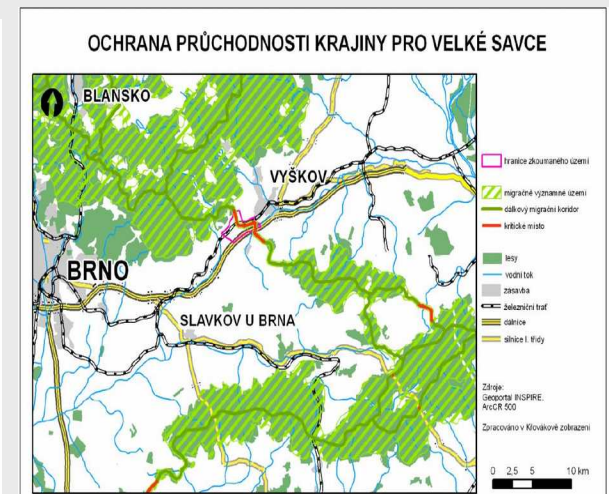 OCHRANA PRŮCHODNOSTI KRAJINY PRO VELKÉ SAVCE
BLANSKO
VYŠKOV
BRNO
SLAVKOV U BRNA
hranice zkoumaného území
migračně významné území
dálkový migrační koridor
kritické místo
lesy
vodní tok
zástavba
železniční trať
dálnice
silnice I. třídy
Zdroje:
Geoportal INSPIRE,
ArcČR 500
Zpracováno v Křovákově zobrazení
0 2,5 5 10 km